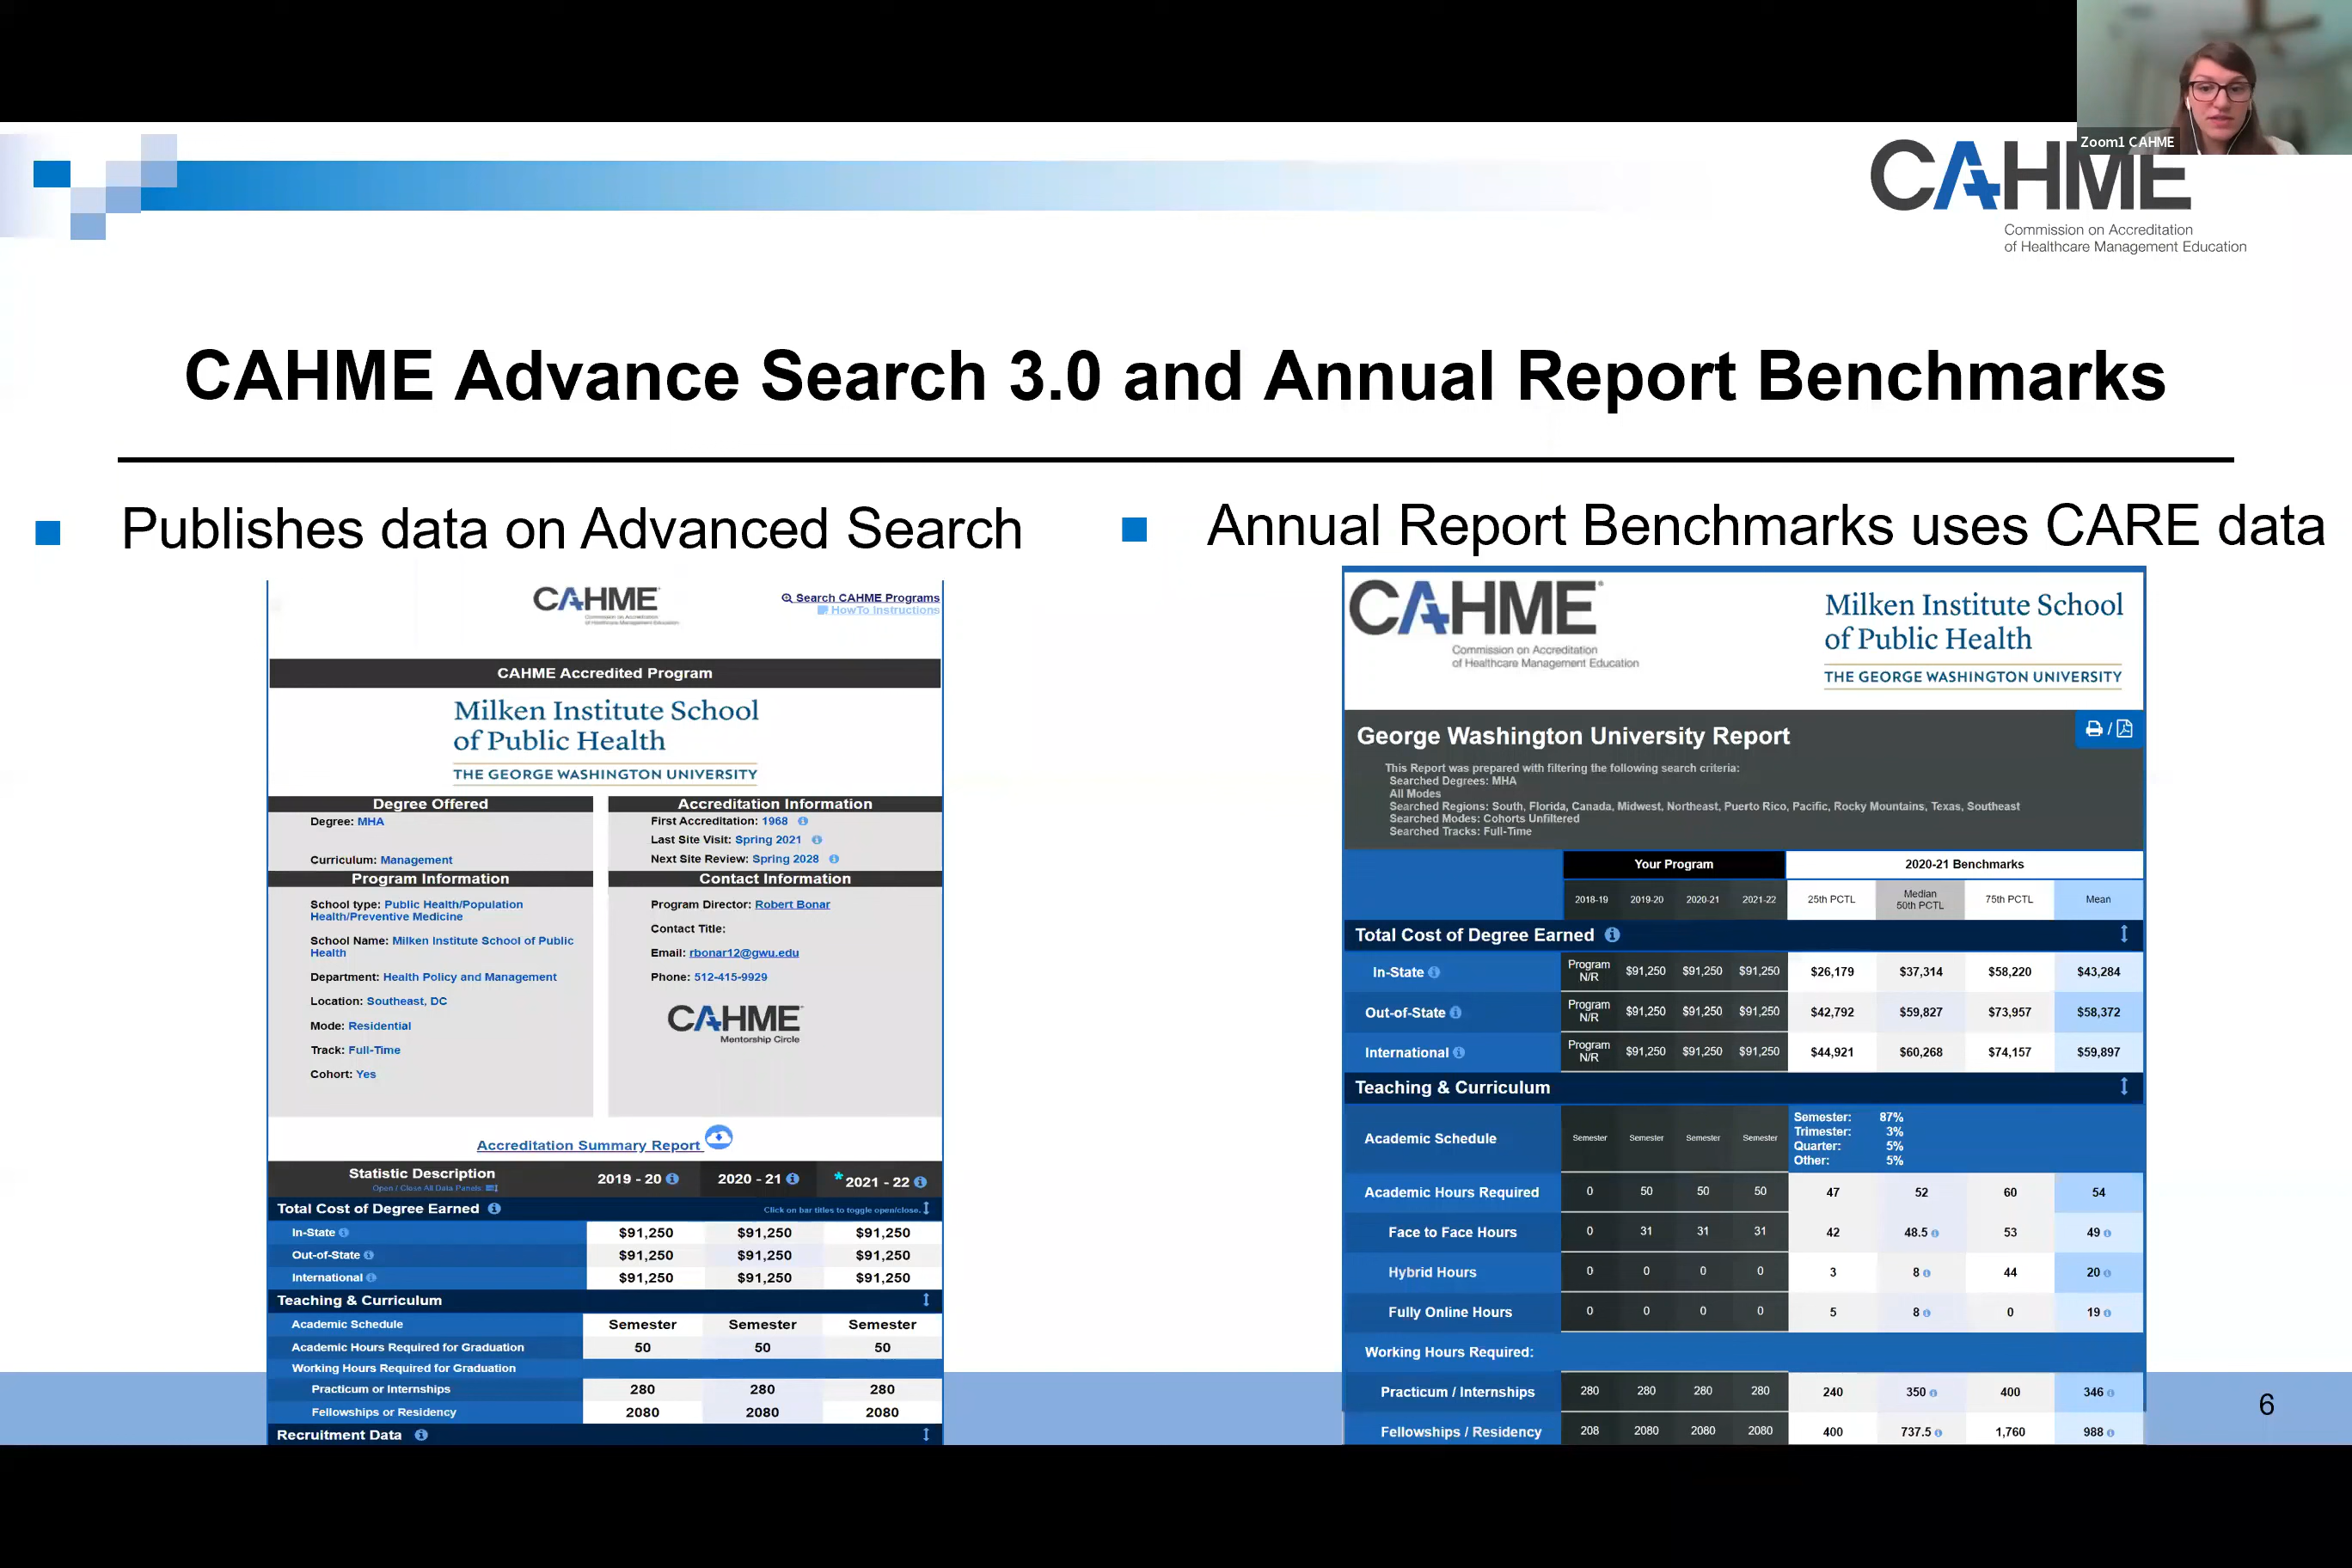 Zoom1 CAHME
CAHME
Commission on Accreditation
of Healthcare Management Education
CAHME Advance Search 3.0 and Annual Report Benchmarks
Publishes data on Advanced Search
CAHME
Commission on Accreditation
of Healthcare Management Education
Search CAHME Programs
HowTo Instructions
CAHME Accredited Program
Milken Institute School
of Public Health
THE GEORGE WASHINGTON UNIVERSITY
Degree Offered
Degree: MHA
Curriculum: Management
Accreditation Information
First Accreditation: 1968
Last Site Visit: Spring 2021
Next Site Review: Spring 2028
Program Information
School type: Public Health/Population
Health/Preventive Medicine
School Name: Milken Institute School of Public
Health
Department: Health Policy and Management
Location: Southeast, DC
Mode: Residential
Track: Full-Time
Cohort: Yes
Contact Information
Program Director: Robert Bonar
Contact Title:
Email: rbonar12@gwu.edu
Phone: 512-415-9929
CAHME
Mentorship Circle
Accreditation Summary Report
Statistic Description 2019 - 20 2020 - 21 * 2021 - 22
Open / Close All Data Panels
Total Cost of Degree Earned Click on bar titles to toggle open/close.
In-State $91,250 $91,250 $91,250
Out-of-State $91,250 $91,250 $91,250
International $91,250 $91,250 $91,250
Teaching & Curriculum
Academic Schedule Semester Semester Semester
Academic Hours Required for Graduation 50 50 50
Working Hours Required for Graduation
Practicum or Internships 280 280 280
Fellowships or Residency 2080 2080 2080
Recruitment Data
Annual Report Benchmarks uses CARE data
CAHME
Commission on Accreditation
of Healthcare Management Education
Milken Institute School
of Public Health
THE GEORGE WASHINGTON UNIVERSITY
George Washington University Report
/
This Report was prepared with filtering the following search criteria:
Searched Degrees: MHA
All Modes
Searched Regions: South, Florida, Canada, Midwest, Northeast, Puerto Rico, Pacific, Rocky Mountains, Texas, Southeast
Searched Modes: Cohorts Unfiltered
Searched Tracks: Full-Time
Your Program 2020-21 Benchmarks
2018-19 2019-20 2020-21 2021-22 25th PCTL Median 50th PCTL 75th PCTL Mean
Total Cost of Degree Earned
In-State Program N/R $91,250 $91,250 $91,250 $26,179 $37,314 $58,220 $43,284
Out-of-State Program N/R $91,250 $91,250 $91,250 $42,792 $59,827 $73,957 $58,372
International Program N/R $91,250 $91,250 $91,250 $44,921 $60,268 $74,157 $59,897
Teaching & Curriculum
Academic Schedule Semester Semester Semester Semester
Semester: 87%
Trimester: 3%
Quarter: 5%
Other: 5%
Academic Hours Required 0 50 50 50 47 52 60 54
Face to Face Hours 0 31 31 31 42 48.5 53 49
Hybrid Hours 0 0 0 0 3 8 44 20
Fully Online Hours 0 0 0 0 5 8 0 19
Working Hours Required:
Practicum / Internships 280 280 280 280 240 350 400 346
Fellowships / Residency 208 2080 2080 2080 400 737.5 1,760 988
6